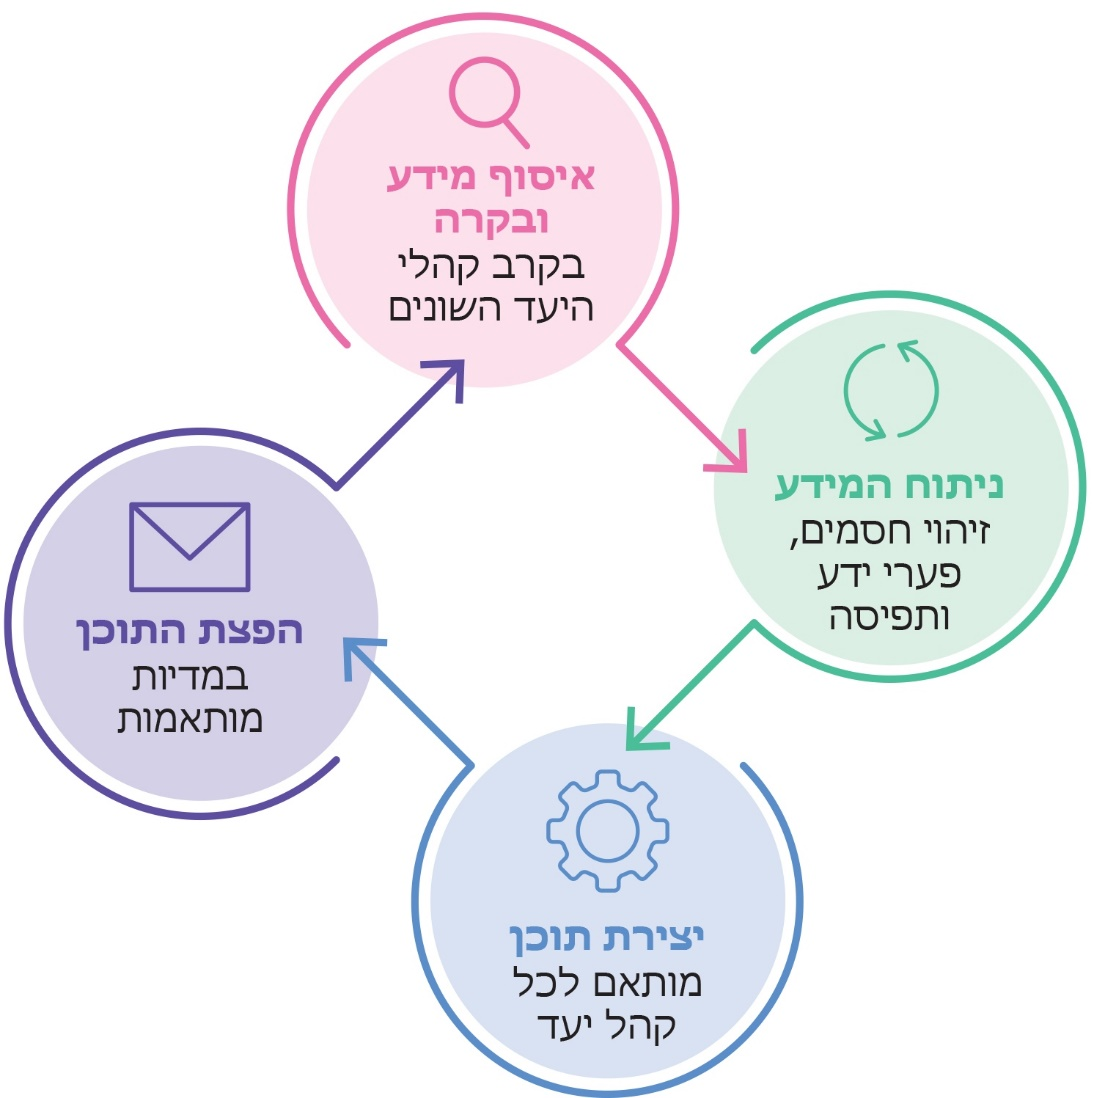 איסוף מידע
ובקרה
בקרב קהלי
היעד השונים
ניתוח המידע
זיהוי חסמים,
פערי ידע
ותפיסה
יצירת תוכן
מותאם לכל
קהל יעד
הפצת התוכן
במדיות
מותאמות